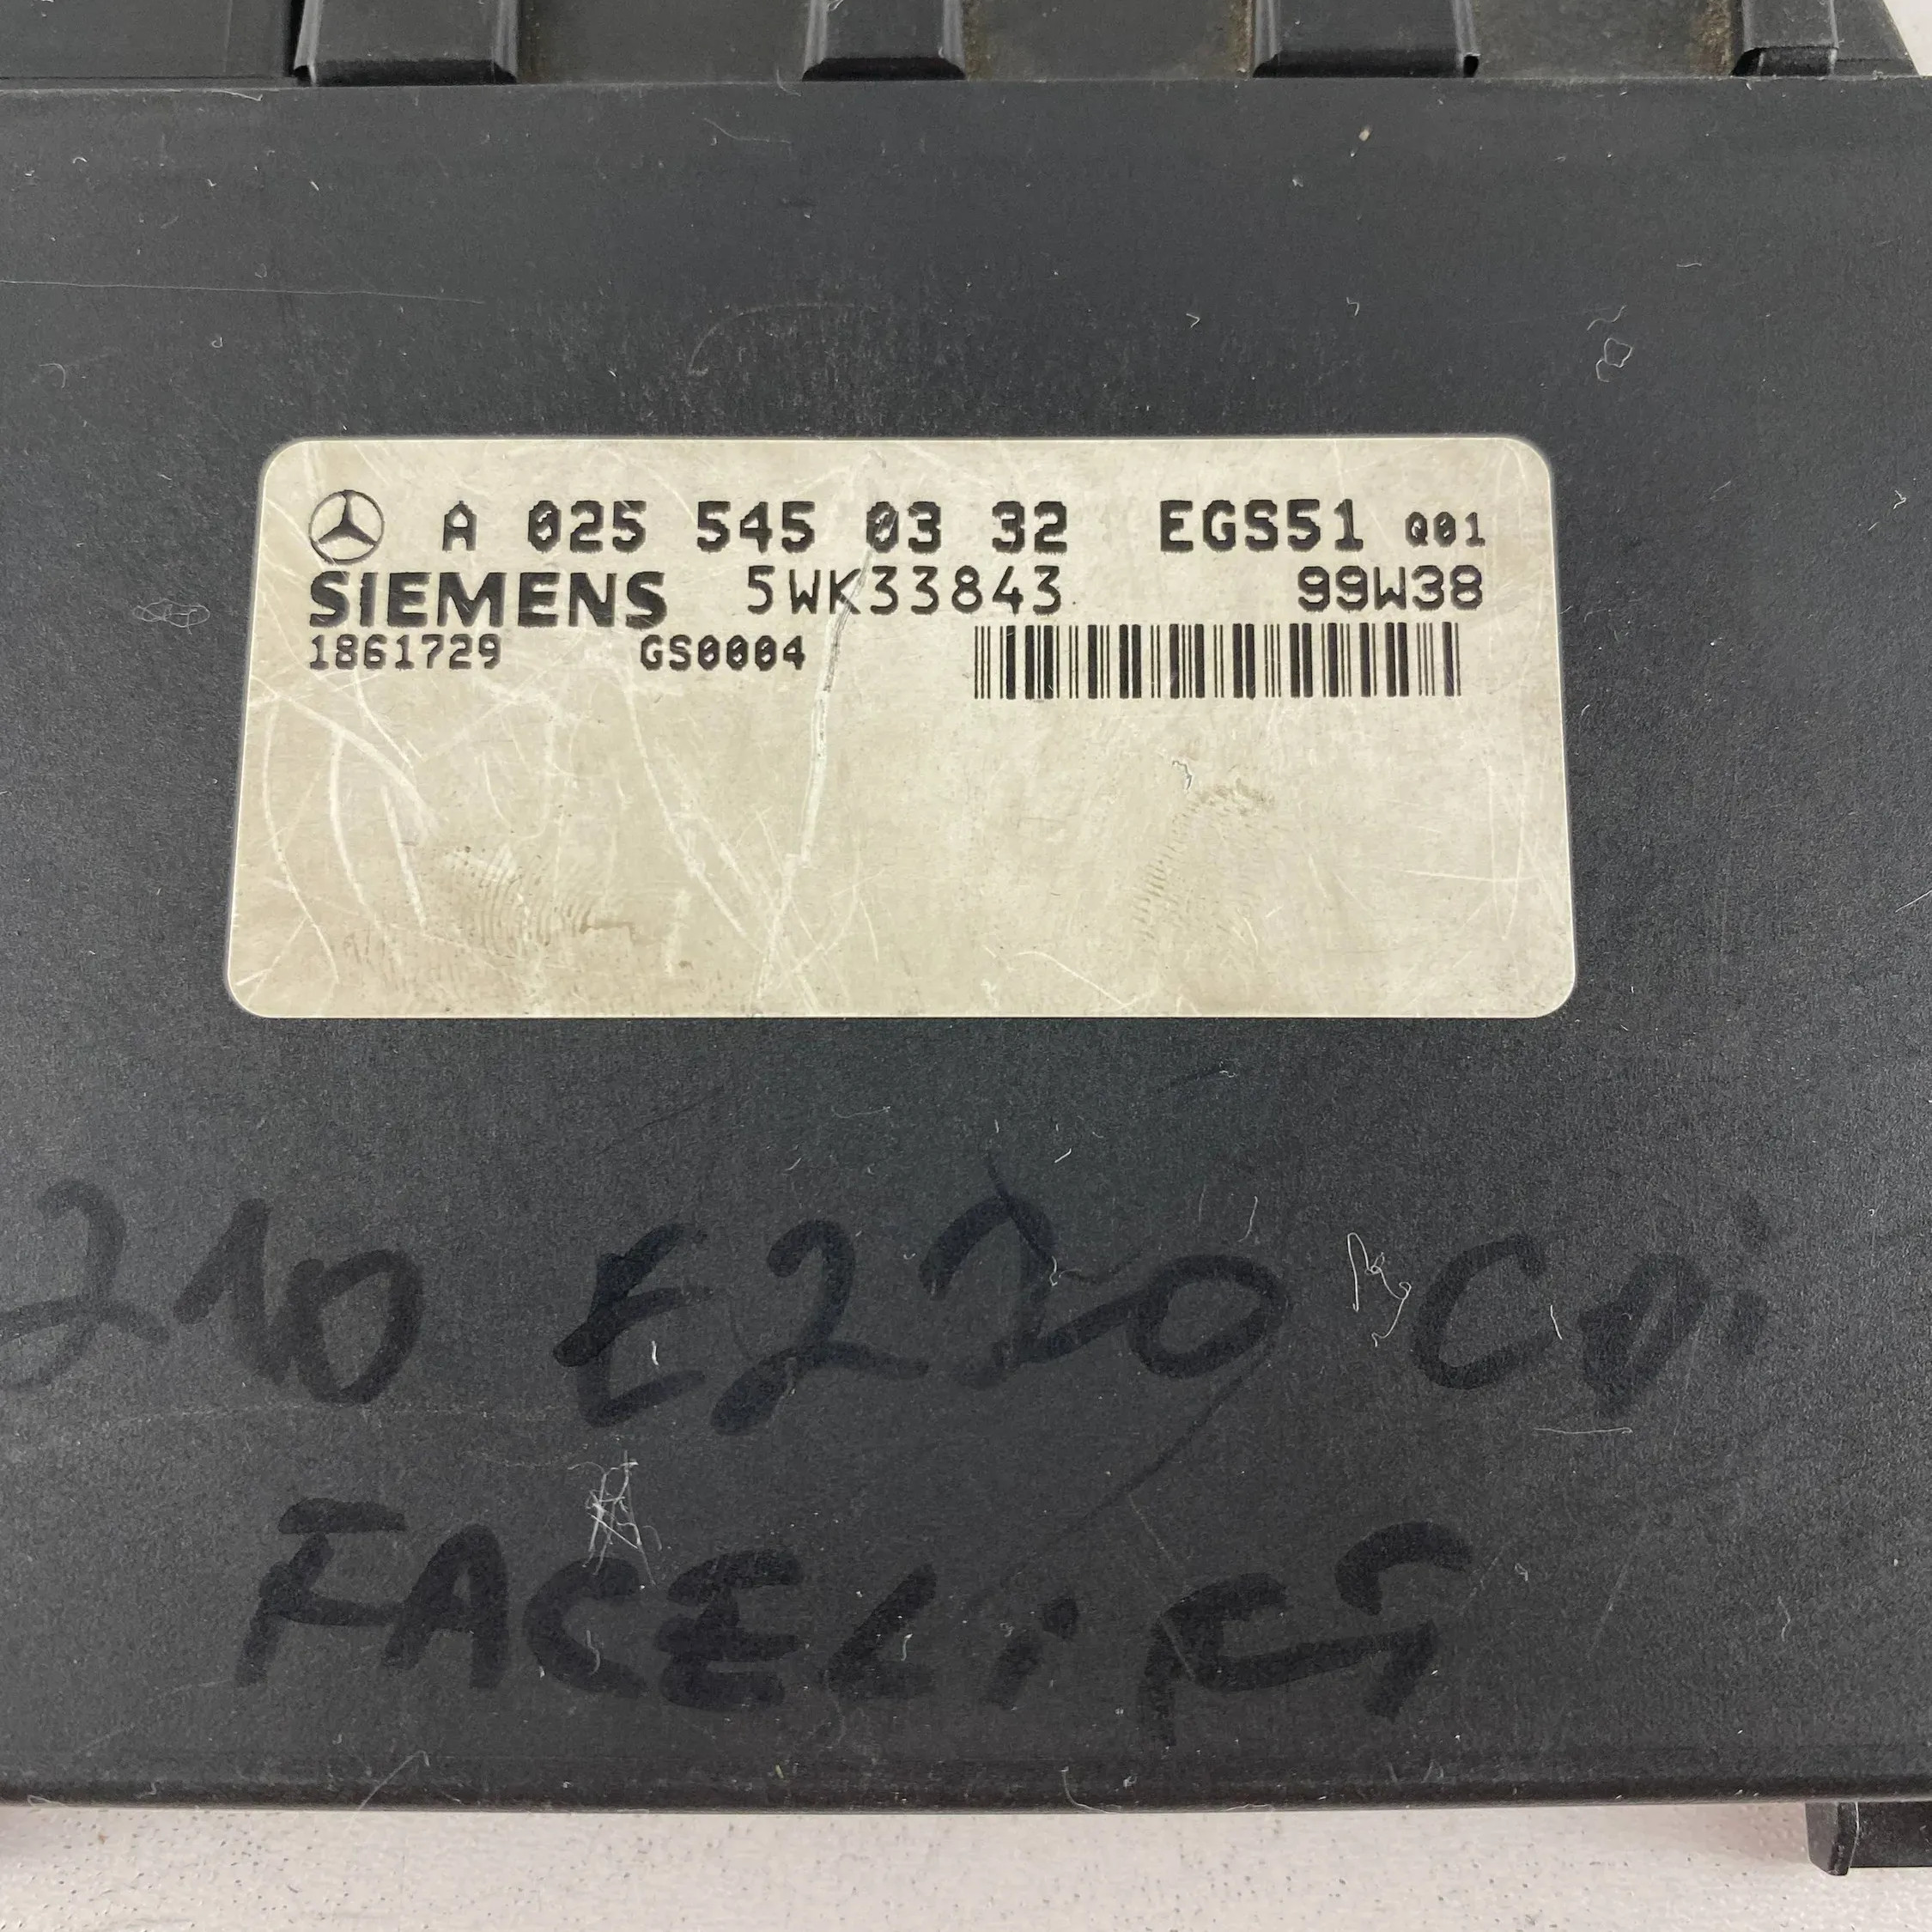 A 025 545 03 32 EGS51 Q01
SIEMENS 5WK33843 99W38
1861729 GS0004
210 E220 CDi
FACELiFT